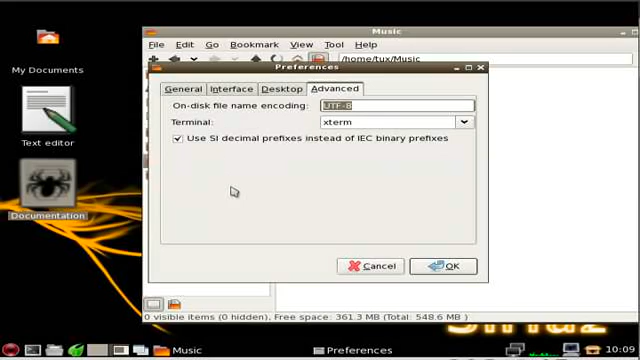 Music
File Edit Go Bookmark View Tool Help
/home/tux/Music
My Documents
Preferences
General Interface Desktop Advanced
On-disk file name encoding: UTF-8
Terminal: xterm
Use SI decimal prefixes instead of IEC binary prefixes
Text editor
Documentation
Cancel OK
0 visible items (0 hidden), Free space: 361.3 MB (Total: 548.6 MB)
Music Preferences 10:09